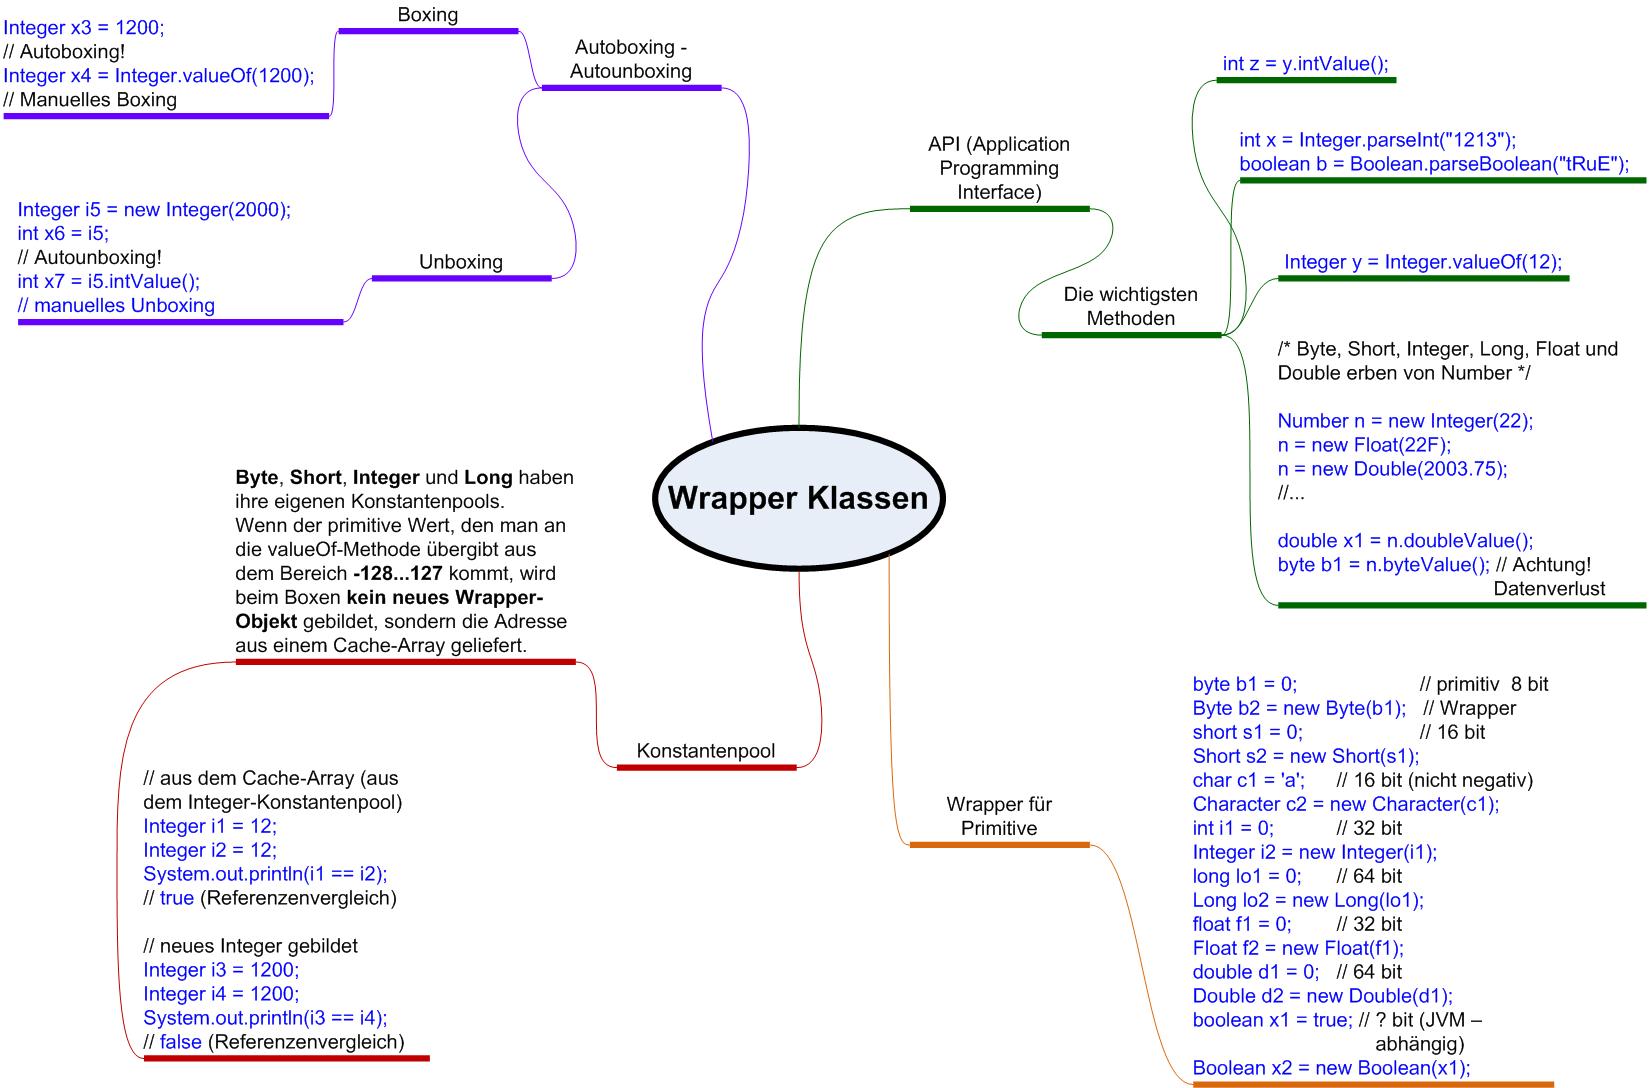 Wrapper Klassen
Autoboxing -
Autounboxing
Boxing
Integer x3 = 1200;
// Autoboxing!
Integer x4 = Integer.valueOf(1200);
// Manuelles Boxing
Unboxing
Integer i5 = new Integer(2000);
int x6 = i5;
// Autounboxing!
int x7 = i5.intValue();
// manuelles Unboxing
API (Application
Programming
Interface)
Die wichtigsten
Methoden
int z = y.intValue();
int x = Integer.parseInt("1213");
boolean b = Boolean.parseBoolean("tRuE");
Integer y = Integer.valueOf(12);
/* Byte, Short, Integer, Long, Float und
Double erben von Number */
Number n = new Integer(22);
n = new Float(22F);
n = new Double(2003.75);
//...
double x1 = n.doubleValue();
byte b1 = n.byteValue(); // Achtung!
Datenverlust
Konstantenpool
Byte, Short, Integer und Long haben
ihre eigenen Konstantenpools.
Wenn der primitive Wert, den man an
die valueOf-Methode übergibt aus
dem Bereich -128...127 kommt, wird
beim Boxen kein neues Wrapper-
Objekt gebildet, sondern die Adresse
aus einem Cache-Array geliefert.
// aus dem Cache-Array (aus
dem Integer-Konstantenpool)
Integer i1 = 12;
Integer i2 = 12;
System.out.println(i1 == i2);
// true (Referenzenvergleich)
// neues Integer gebildet
Integer i3 = 1200;
Integer i4 = 1200;
System.out.println(i3 == i4);
// false (Referenzenvergleich)
Wrapper für
Primitive
byte b1 = 0; // primitiv 8 bit
Byte b2 = new Byte(b1); // Wrapper
short s1 = 0; // 16 bit
Short s2 = new Short(s1);
char c1 = 'a'; // 16 bit (nicht negativ)
Character c2 = new Character(c1);
int i1 = 0; // 32 bit
Integer i2 = new Integer(i1);
long lo1 = 0; // 64 bit
Long lo2 = new Long(lo1);
float f1 = 0; // 32 bit
Float f2 = new Float(f1);
double d1 = 0; // 64 bit
Double d2 = new Double(d1);
boolean x1 = true; // ? bit (JVM –
abhängig)
Boolean x2 = new Boolean(x1);